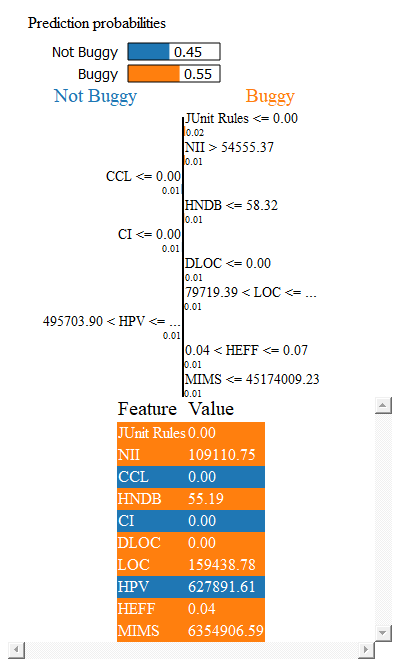 Prediction probabilities
Not Buggy 0.45
Buggy 0.55
Not Buggy Buggy
JUnit Rules <= 0.00
0.02
NII > 54555.37
0.01
CCL <= 0.00
0.01
HNDB <= 58.32
0.01
CI <= 0.00
0.01
DLOC <= 0.00
0.01
79719.39 < LOC <= ...
0.01
495703.90 < HPV <= ...
0.01
0.04 < HEFF <= 0.07
0.01
MIMS <= 45174009.23
0.01
Feature Value
JUnit Rules 0.00
NII 109110.75
CCL 0.00
HNDB 55.19
CI 0.00
DLOC 0.00
LOC 159438.78
HPV 627891.61
HEFF 0.04
MIMS 6354906.59